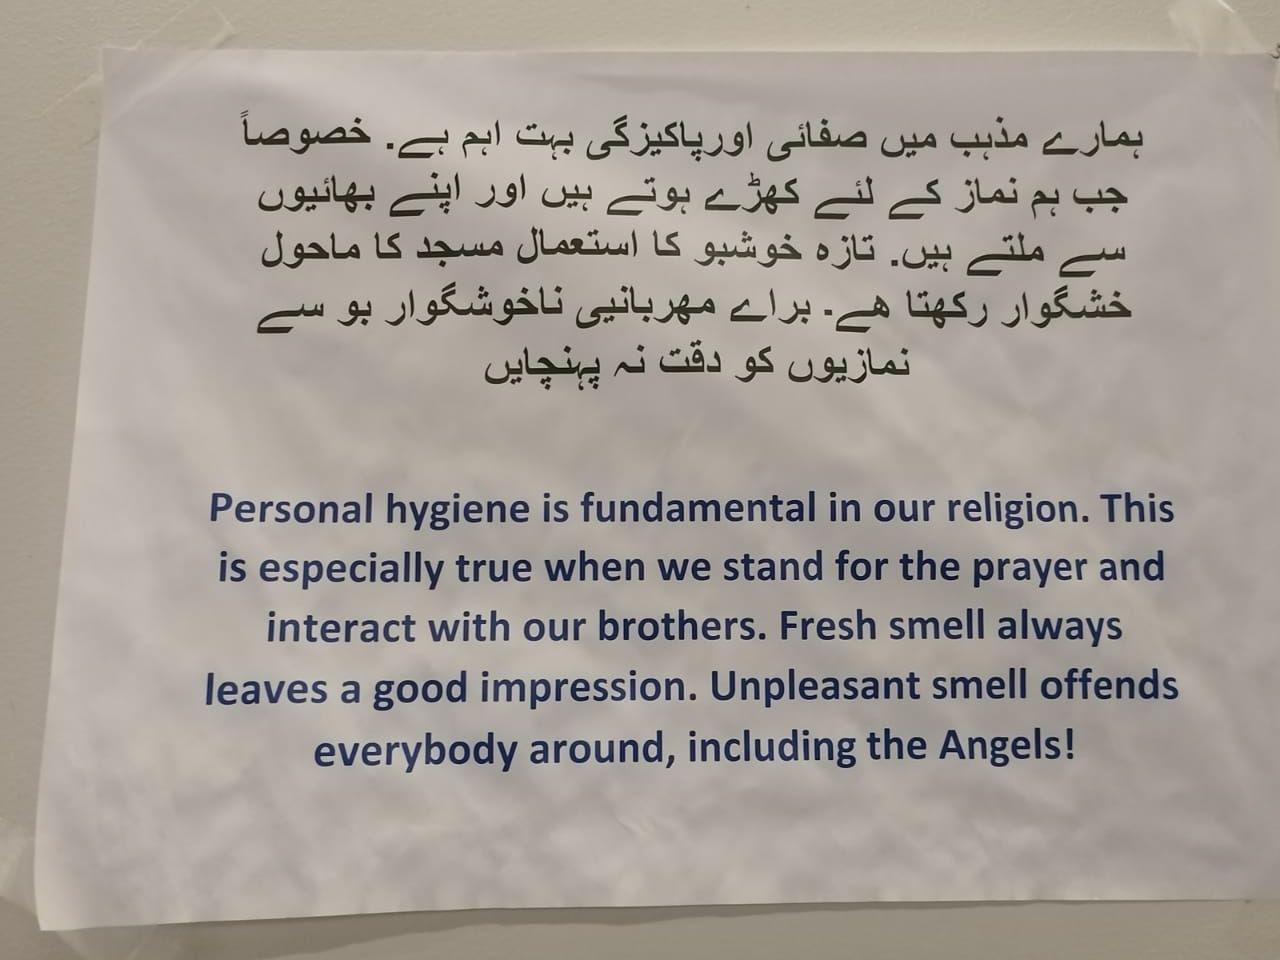 ہمارے مذہب میں صفائی اورپاکیزگی بہت اہم ہے. خصوصاً
جب ہم نماز کے لئے کھڑے ہوتے ہیں اور اپنے بھائیوں
سے ملتے ہیں. تازہ خوشبو کا استعمال مسجد کا ماحول
خشگوار رکھتا ھے. براے مھربانیی ناخوشگوار بو سے
نمازیوں کو دقت نہ پہنچایں
Personal hygiene is fundamental in our religion. This
is especially true when we stand for the prayer and
interact with our brothers. Fresh smell always
leaves a good impression. Unpleasant smell offends
everybody around, including the Angels!